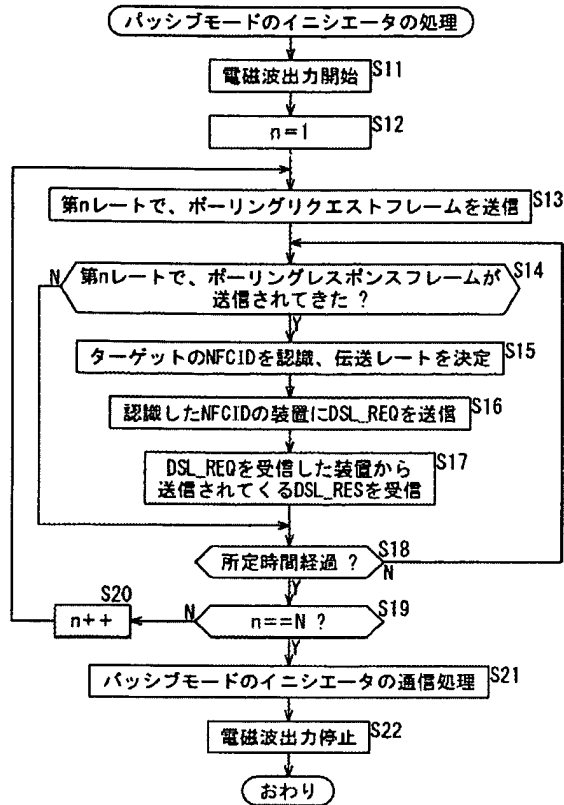 パッシブモードのイニシエータの処理
電磁波出力開始
S11
n=1
S12
第nレートで、ポーリングリクエストフレームを送信
S13
第nレートで、ポーリングレスポンスフレームが
送信されてきた ?
S14
N
Y
ターゲットのNFCIDを認識、伝送レートを決定
S15
認識したNFCIDの装置にDSL_REQを送信
S16
DSL_REQを受信した装置から
送信されてくるDSL_RESを受信
S17
所定時間経過 ?
S18
N
Y
S20
n++
N
n==N ?
S19
Y
パッシブモードのイニシエータの通信処理
S21
電磁波出力停止
S22
おわり